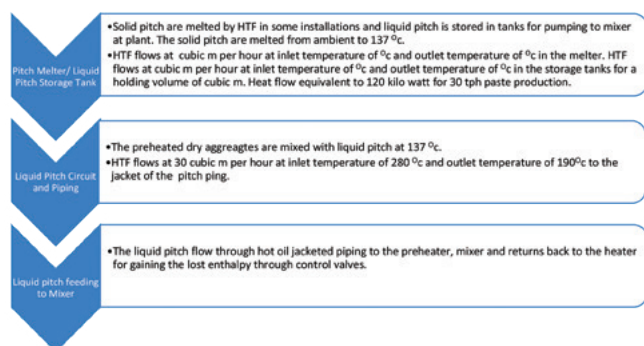 •Solid pitch are melted by HTF in some installations and liquid pitch is stored in tanks for pumping to mixer
at plant. The solid pitch are melted from ambient to 137 ⁰c.
•HTF flows at cubic m per hour at inlet temperature of ⁰c and outlet temperature of ⁰c in the melter. HTF
flows at cubic m per hour at inlet temperature of ⁰c and outlet temperature of ⁰c in the storage tanks for a
holding volume of cubic m. Heat flow equivalent to 120 kilo watt for 30 tph paste production.
Pitch Melter/ Liquid
Pitch Storage Tank
•The preheated dry aggreagtes are mixed with liquid pitch at 137 ⁰c.
•HTF flows at 30 cubic m per hour at inlet temperature of 280 ⁰c and outlet temperature of 190⁰c to the
jacket of the pitch ping.
Liquid Pitch Circuit
and Piping
•The liquid pitch flow through hot oil jacketed piping to the preheater, mixer and returns back to the heater
for gaining the lost enthalpy through control valves.
Liquid pitch feeding
to Mixer